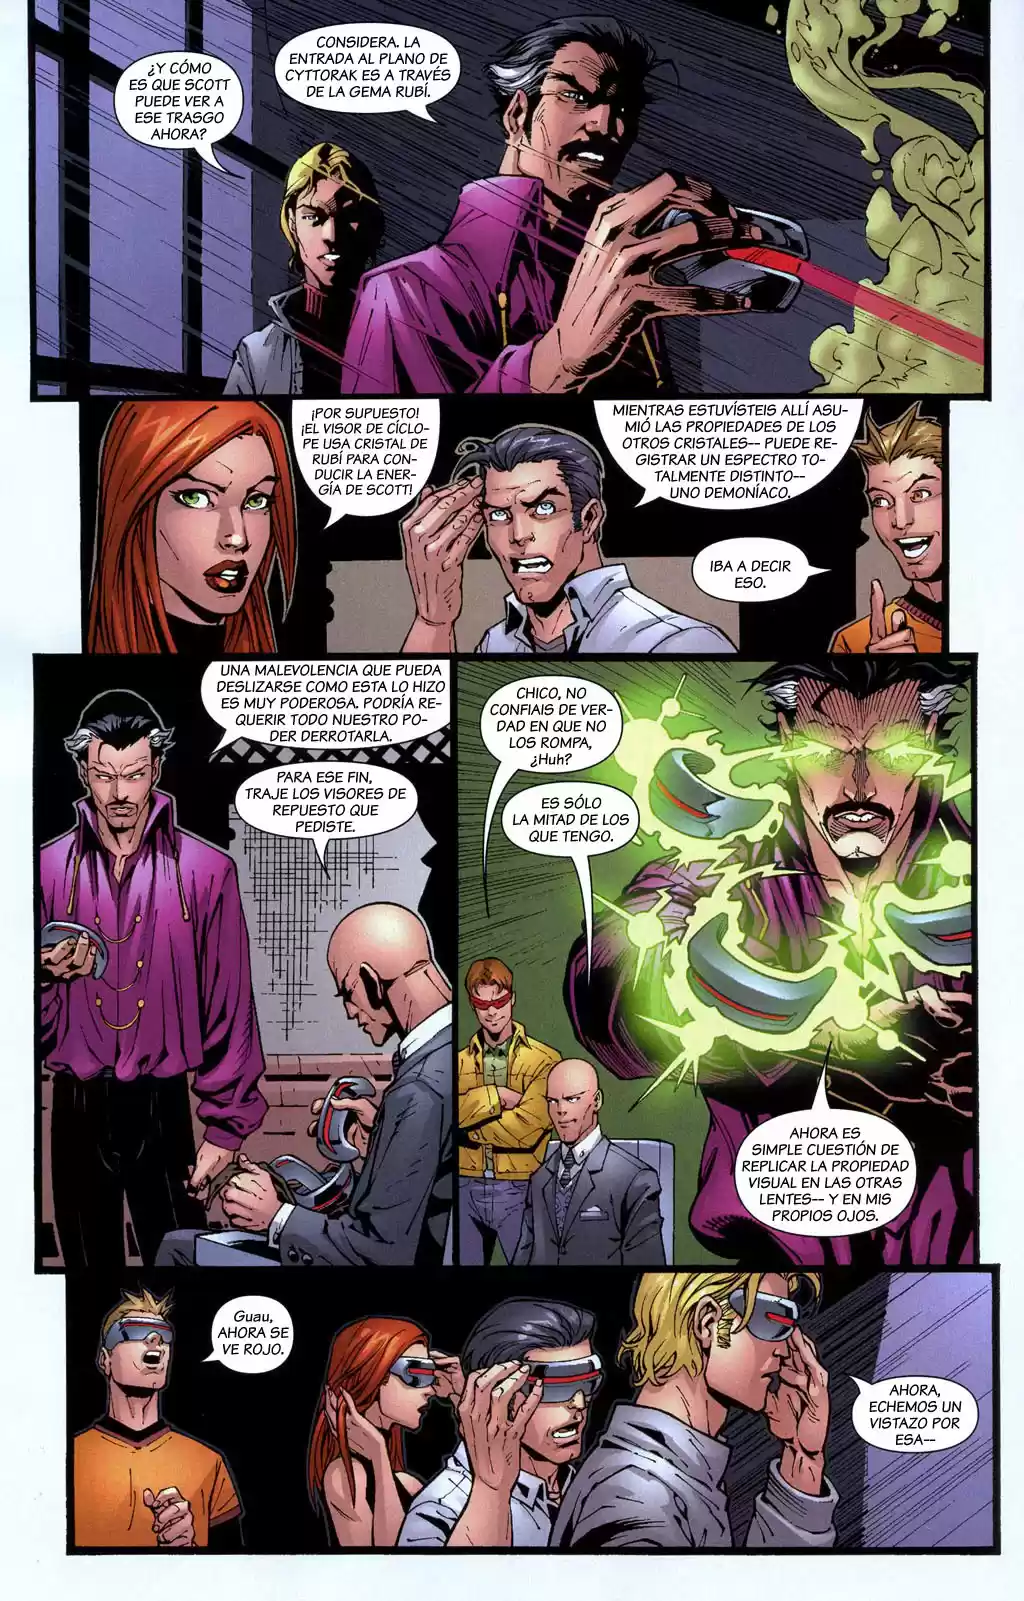 ¿Y CÓMO
ES QUE SCOTT
PUEDE VER A
ESE TRASGO
AHORA?
CONSIDERA. LA
ENTRADA AL PLANO DE
CYTTORAK ES A TRAVÉS
DE LA GEMA RUBÍ.
¡POR SUPUESTO!
¡EL VISOR DE CÍCLO-
PE USA CRISTAL DE
RUBÍ PARA CON-
DUCIR LA ENER-
GÍA DE SCOTT!
MIENTRAS ESTUVÍSTEIS ALLÍ ASU-
MIÓ LAS PROPIEDADES DE LOS
OTROS CRISTALES-- PUEDE RE-
GISTRAR UN ESPECTRO TO-
TALMENTE DISTINTO--
UNO DEMONÍACO.
IBA A DECIR
ESO.
UNA MALEVOLENCIA QUE PUEDA
DESLIZARSE COMO ESTA LO HIZO
ES MUY PODEROSA. PODRÍA RE-
QUERIR TODO NUESTRO PO-
DER DERROTARLA.
PARA ESE FIN,
TRAJE LOS VISORES DE
REPUESTO QUE
PEDISTE.
CHICO, NO
CONFIAIS DE VER-
DAD EN QUE NO
LOS ROMPA,
¿Huh?
ES SÓLO
LA MITAD DE LOS
QUE TENGO.
AHORA ES
SIMPLE CUESTIÓN DE
REPLICAR LA PROPIEDAD
VISUAL EN LAS OTRAS
LENTES-- Y EN MIS
PROPIOS OJOS.
Guau,
AHORA SE
VE ROJO.
AHORA,
ECHEMOS UN
VISTAZO POR
ESA--